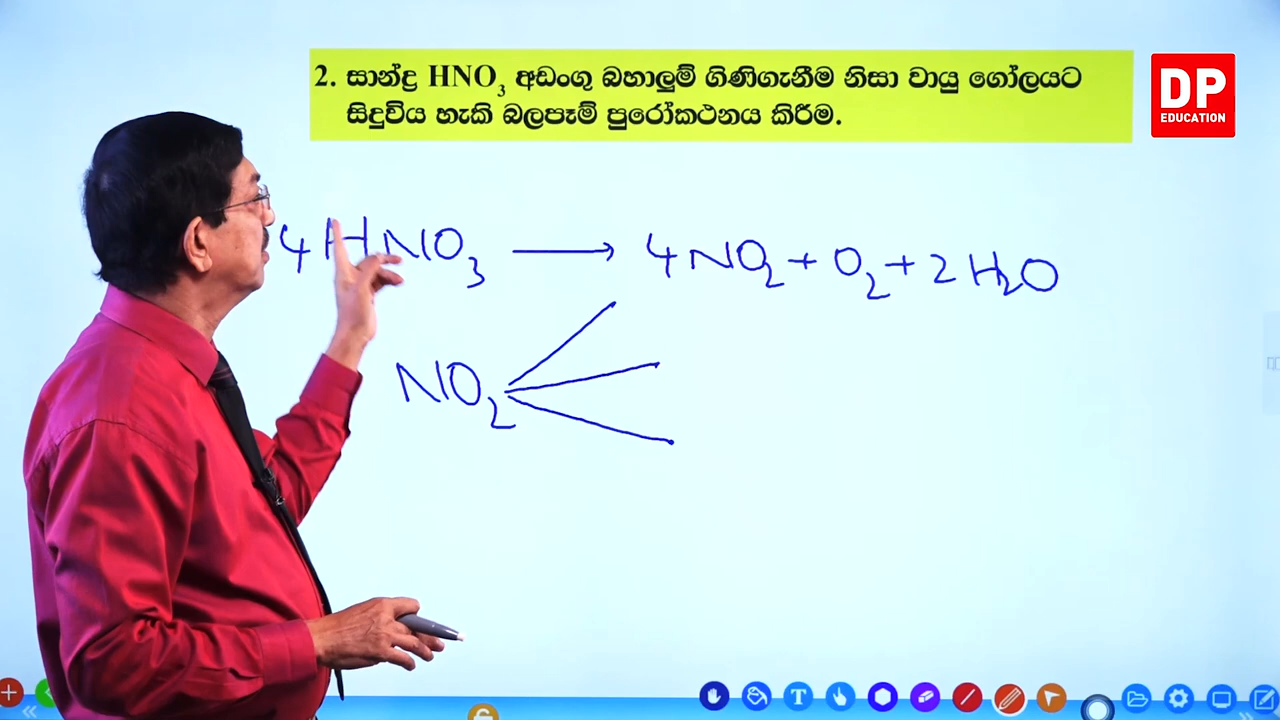 2. සාන්ද්‍ර HNO₃ අඩංගු බහාලුම් ගිණිගැනීම නිසා වායු ගෝලයට
සිදුවිය හැකි බලපෑම් පුරෝකථනය කිරීම.
DP
EDUCATION
4HNO₃ ⟶ 4NO₂ + O₂ + 2H₂O
NO₂